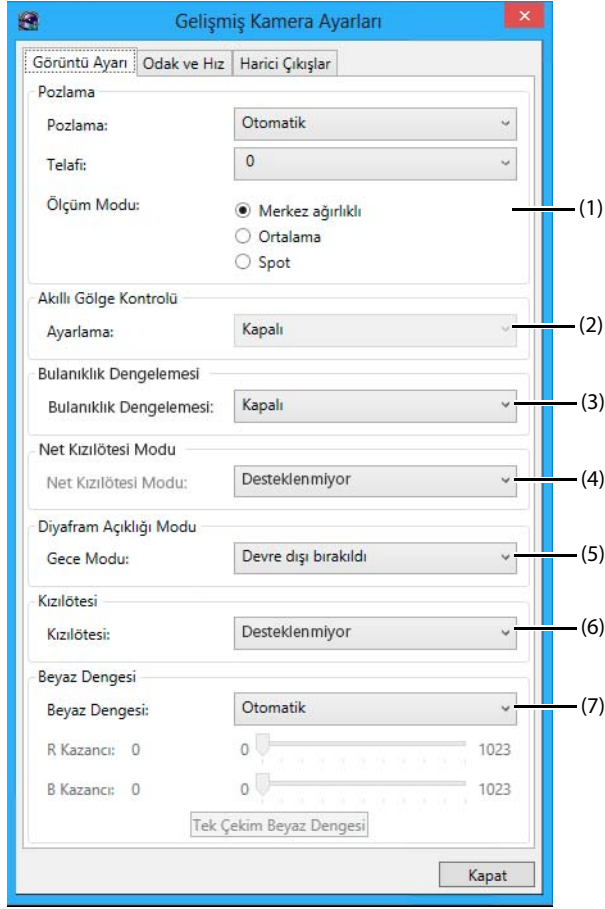 Gelişmiş Kamera Ayarları
Görüntü Ayarı Odak ve Hız Harici Çıkışlar
Pozlama
Pozlama: Otomatik
Telafi: 0
Ölçüm Modu: Merkez ağırlıklı (1)
Ortalama
Spot
Akıllı Gölge Kontrolü
Ayarlama: Kapalı (2)
Bulanıklık Dengelemesi
Bulanıklık Dengelemesi: Kapalı (3)
Net Kızılötesi Modu
Net Kızılötesi Modu: Desteklenmiyor (4)
Diyafram Açıklığı Modu
Gece Modu: Devre dışı bırakıldı (5)
Kızılötesi
Kızılötesi: Desteklenmiyor (6)
Beyaz Dengesi
Beyaz Dengesi: Otomatik (7)
R Kazancı: 0 0 1023
B Kazancı: 0 0 1023
Tek Çekim Beyaz Dengesi
Kapat